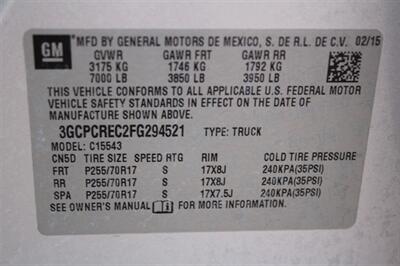 GM *MFD BY GENERAL MOTORS DE MEXICO, S. DE R.L. DE C.V. 02/15
GVWR GAWR FRT GAWR RR
3175 KG 1746 KG 1792 KG
7000 LB 3850 LB 3950 LB
THIS VEHICLE CONFORMS TO ALL APPLICABLE U.S. FEDERAL MOTOR
VEHICLE SAFETY STANDARDS IN EFFECT ON THE DATE OF
MANUFACTURE SHOWN ABOVE.
3GCPCREC2FG294521 TYPE: TRUCK
MODEL: C15543
CN5D TIRE SIZE SPEED RTG RIM COLD TIRE PRESSURE
FRT P255/70R17 S 17X8J 240KPA(35PSI)
RR P255/70R17 S 17X8J 240KPA(35PSI)
SPA P255/70R17 S 17X7.5J 240KPA(35PSI)
SEE OWNER'S MANUAL FOR MORE INFORMATION.